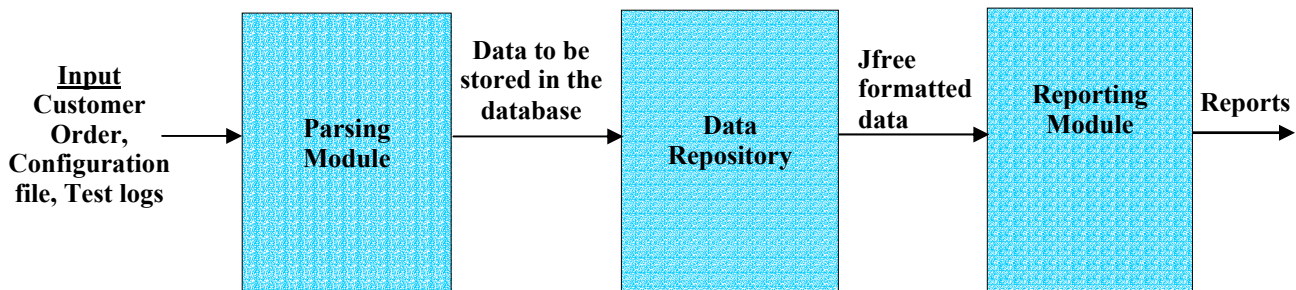 Input
Customer
Order,
Configuration
file, Test logs
Parsing
Module
Data to be
stored in the
database
Data
Repository
Jfree
formatted
data
Reporting
Module
Reports